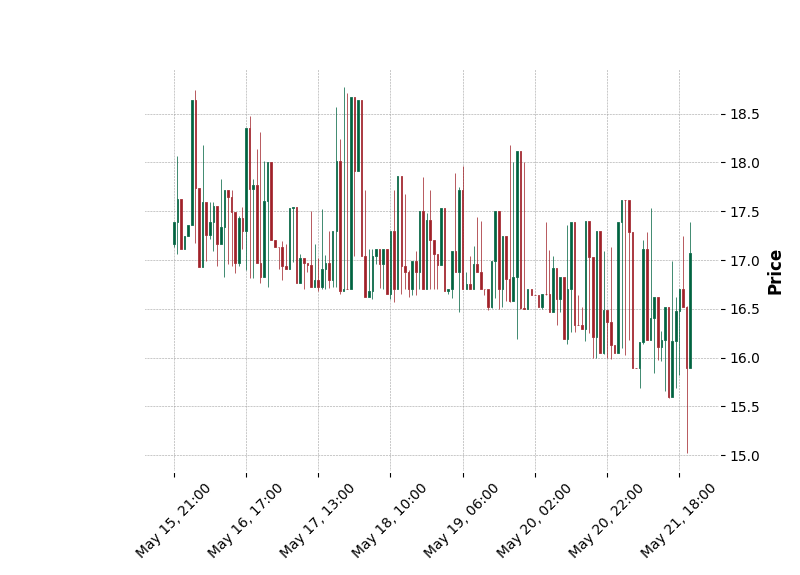 18.5
18.0
17.5
17.0
16.5
16.0
15.5
15.0
Price
May 15, 21:00
May 16, 17:00
May 17, 13:00
May 18, 10:00
May 19, 06:00
May 20, 02:00
May 20, 22:00
May 21, 18:00